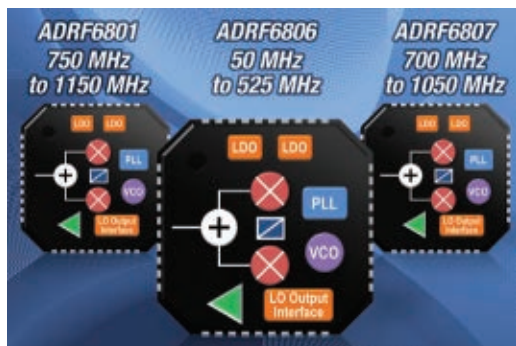 ADRF6801
750 MHz
to 1150 MHz
ADRF6806
50 MHz
to 525 MHz
ADRF6807
700 MHz
to 1050 MHz
LDO LDO
PLL
VCO
LO Output
Interface
LDO LDO
PLL
VCO
LO Output
Interface
LDO LDO
PLL
VCO
LO Output
Interface